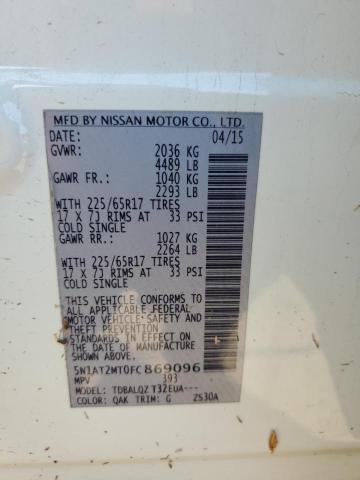 MFD BY NISSAN MOTOR CO., LTD.
DATE: 04/15
GVWR: 2036 KG
4489 LB
GAWR FR.: 1040 KG
2293 LB
WITH 225/65R17 TIRES
17 X 7J RIMS AT 33 PSI
COLD SINGLE
GAWR RR.: 1027 KG
2264 LB
WITH 225/65R17 TIRES
17 X 7J RIMS AT 33 PSI
COLD SINGLE
THIS VEHICLE CONFORMS TO
ALL APPLICABLE FEDERAL
MOTOR VEHICLE SAFETY
STANDARDS IN EFFECT ON
THE DATE OF MANUFACTURE
SHOWN ABOVE.
5N1AT2MT0FC869096
MPV 393
MODEL: TDBALQZ T32EUA---
COLOR: QAK TRIM: G ZS30A